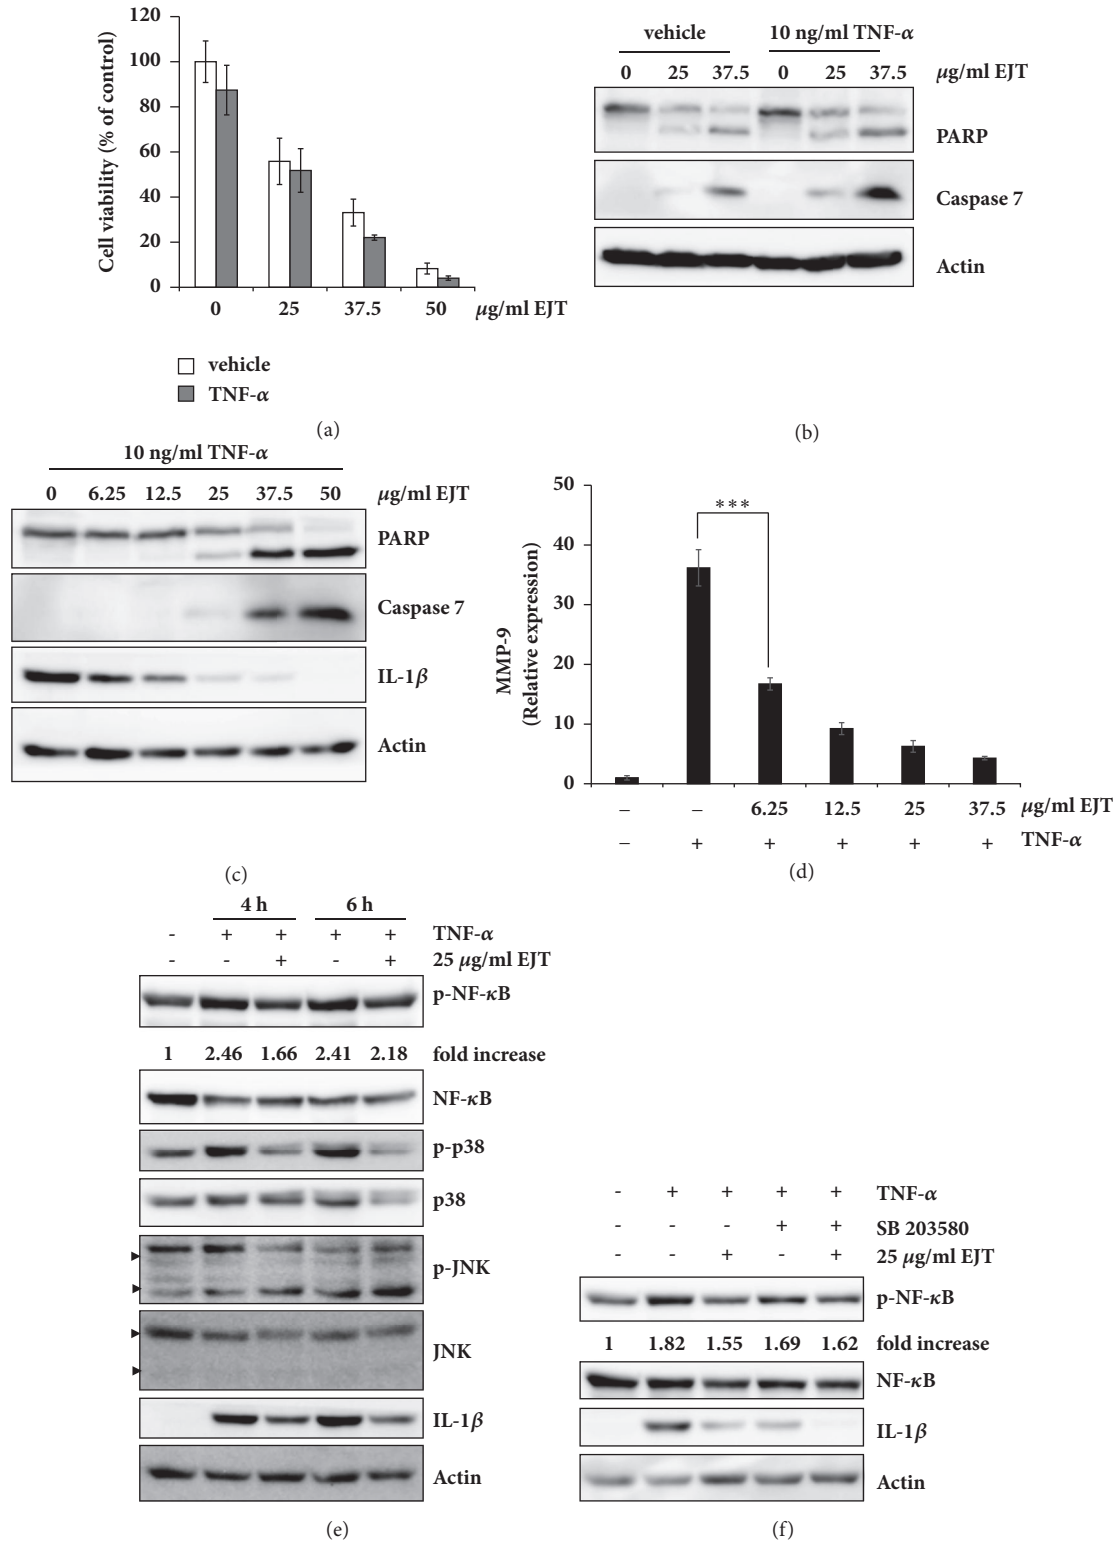 120
100
80
60
40
20
0
Cell viability (% of control)
0 25 37.5 50 μg/ml EJT
vehicle
TNF-α
(a)
vehicle 10 ng/ml TNF-α
0 25 37.5 0 25 37.5 μg/ml EJT
PARP
Caspase 7
Actin
(b)
10 ng/ml TNF-α
0 6.25 12.5 25 37.5 50 μg/ml EJT
PARP
Caspase 7
IL-1β
Actin
(c)
50
40
30
20
10
0
MMP-9
(Relative expression)
***
– – 6.25 12.5 25 37.5 μg/ml EJT
– + + + + + TNF-α
(d)
4 h 6 h
- + + + + TNF-α
- - + - + 25 μg/ml EJT
p-NF-κB
1 2.46 1.66 2.41 2.18 fold increase
NF-κB
p-p38
p38
p-JNK
JNK
IL-1β
Actin
(e)
- + + + + TNF-α
- - - + + SB 203580
- - + - + 25 μg/ml EJT
p-NF-κB
1 1.82 1.55 1.69 1.62 fold increase
NF-κB
IL-1β
Actin
(f)